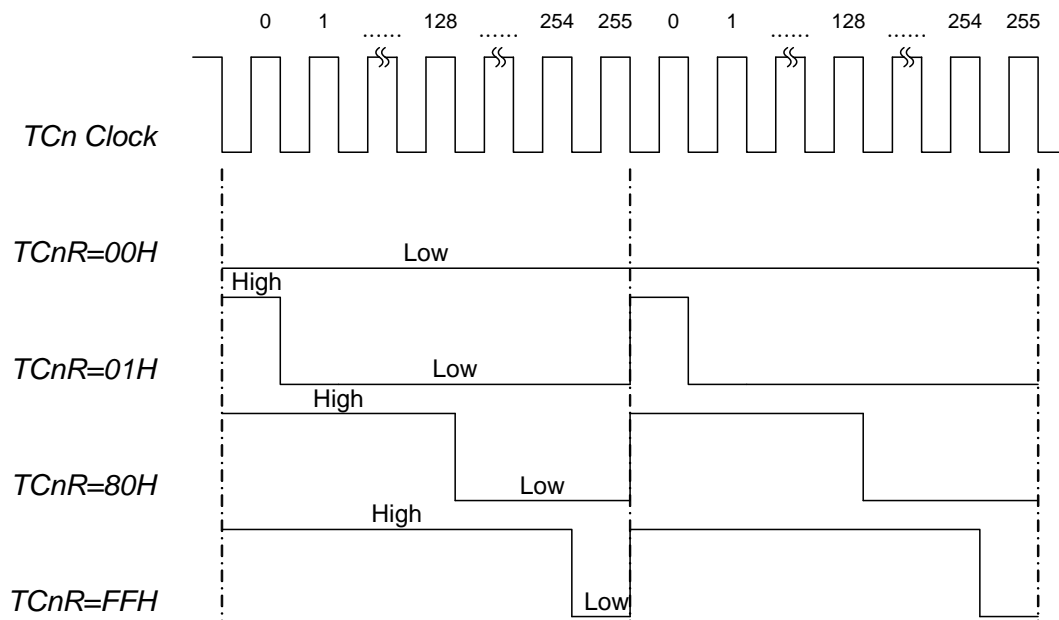 0 1 ...... 128 ...... 254 255 0 1 ...... 128 ...... 254 255
TCn Clock
TCnR=00H
Low
High
TCnR=01H
Low
High
TCnR=80H
Low
High
TCnR=FFH
Low